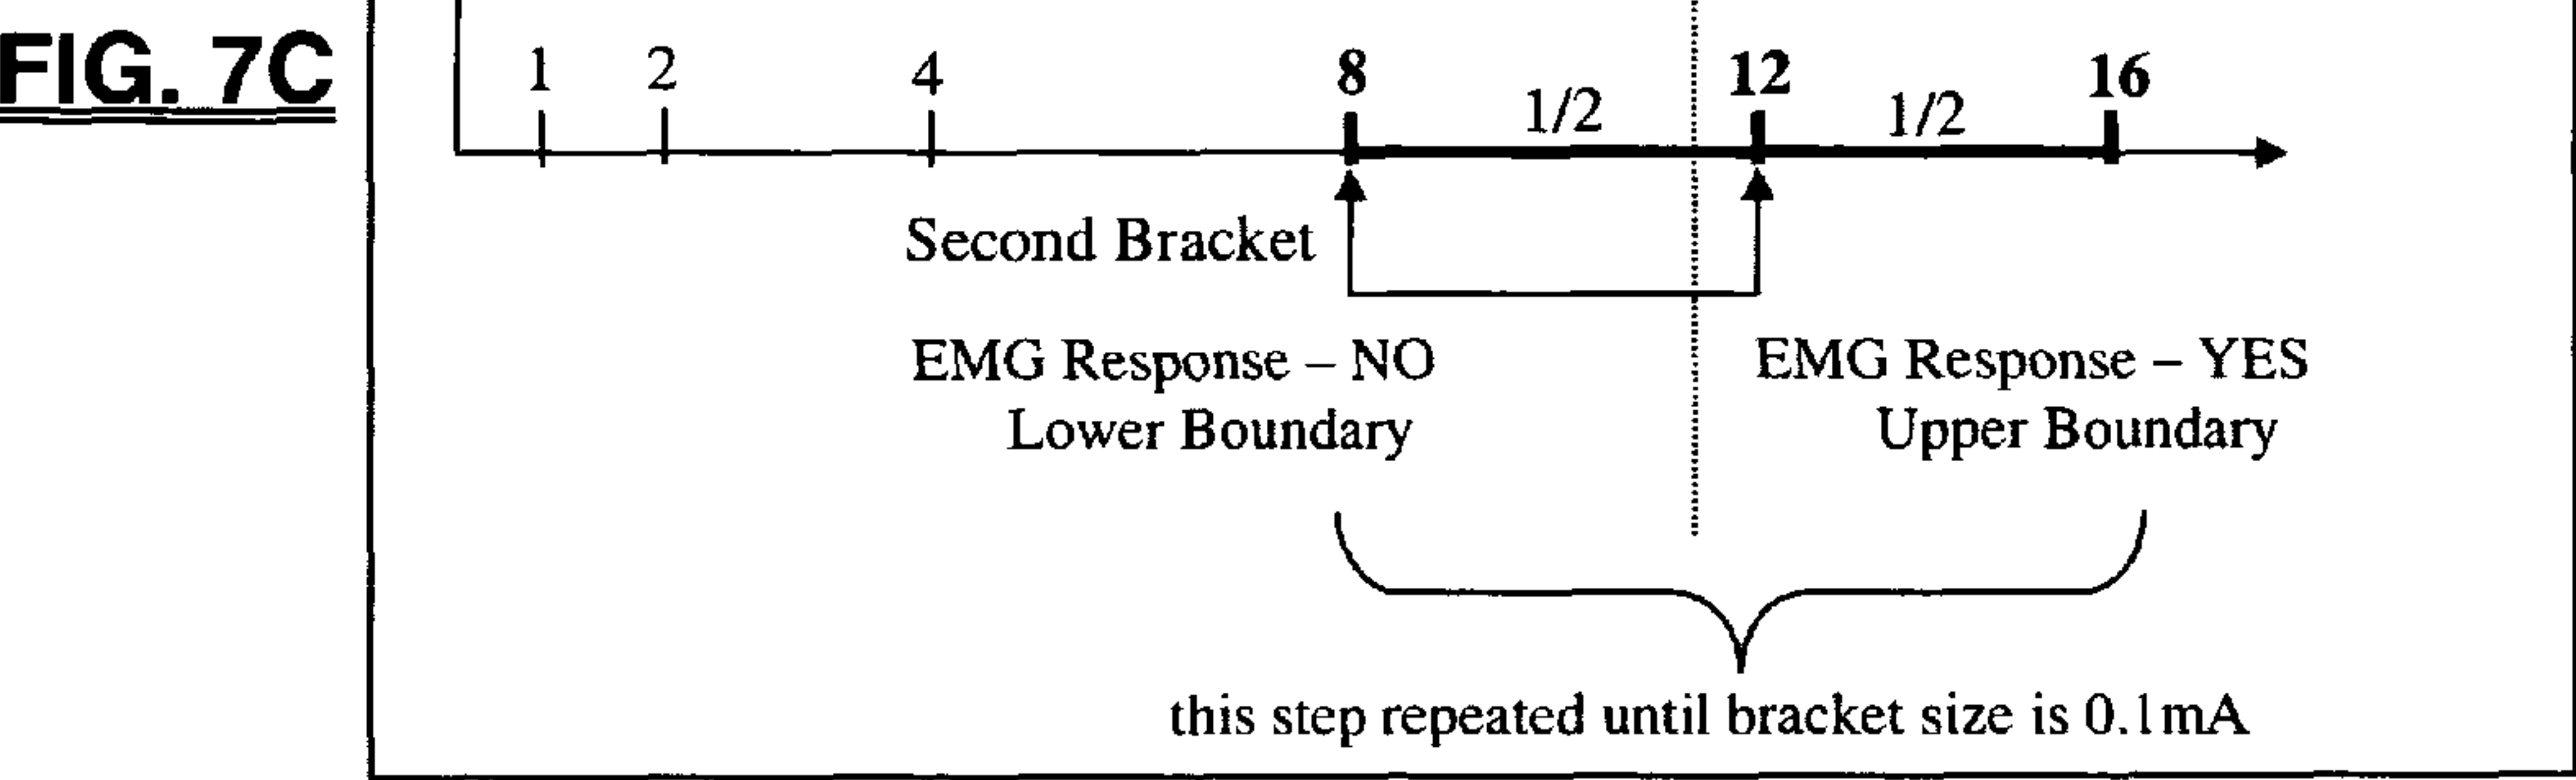 FIG. 7C
1 2 4 8 12 16
1/2 1/2
Second Bracket
EMG Response – NO
Lower Boundary
EMG Response – YES
Upper Boundary
this step repeated until bracket size is 0.1mA